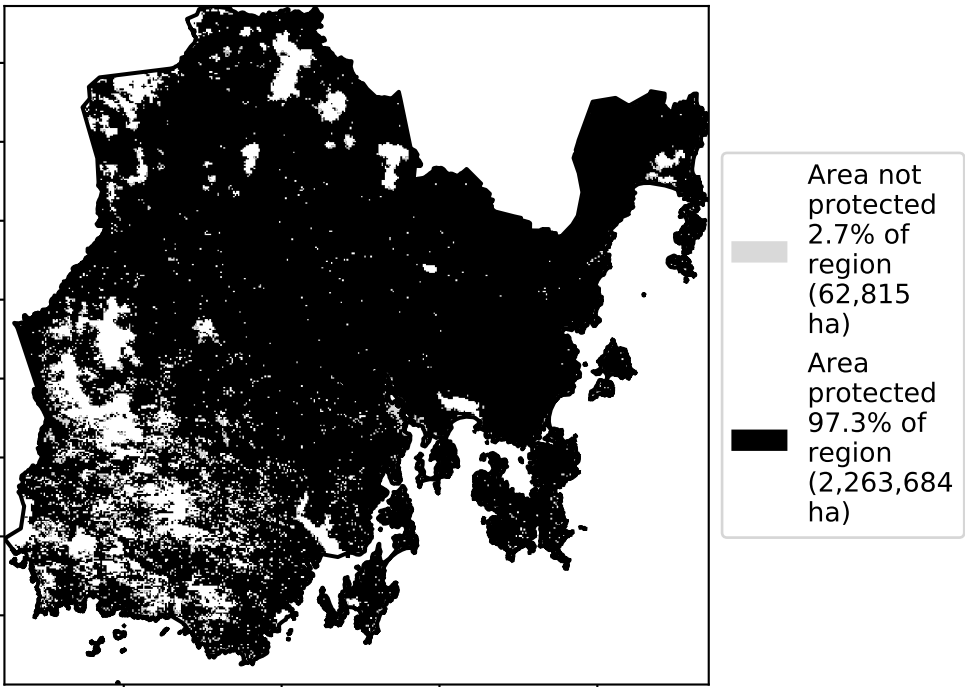 Area not
protected
2.7% of
region
(62,815
ha)
Area
protected
97.3% of
region
(2,263,684
ha)